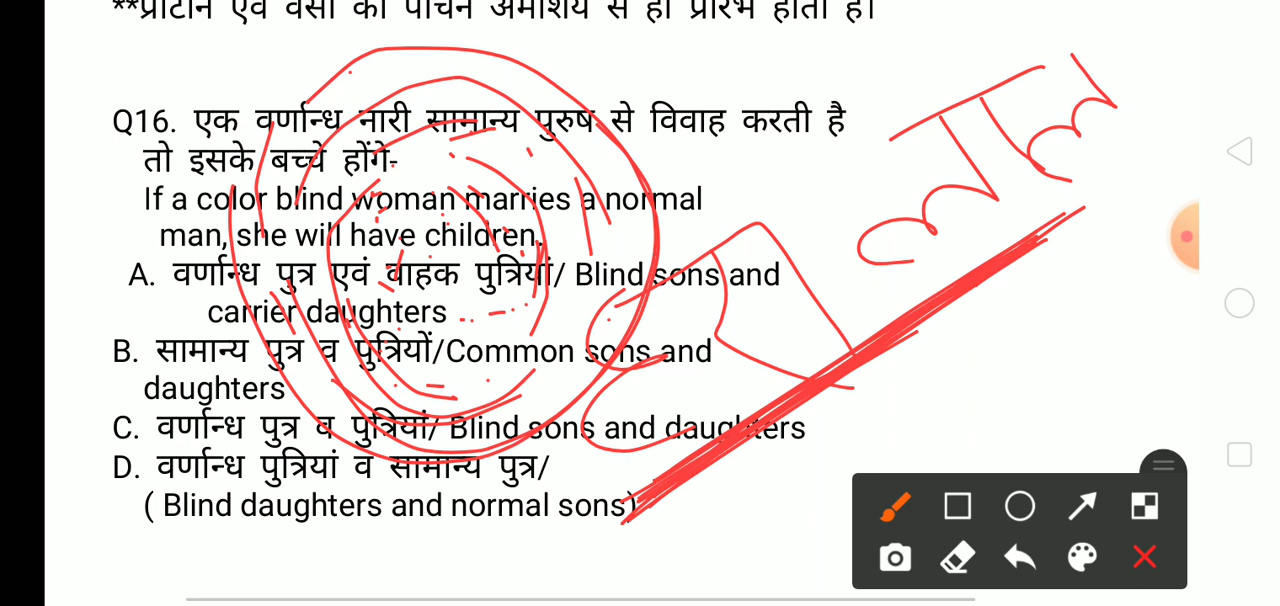 **प्रोटीन एवं वसा का पाचन अमाशय से ही प्रारंभ होता है।
Q16. एक वर्णान्ध नारी सामान्य पुरुष से विवाह करती है
तो इसके बच्चे होंगे-
If a color blind woman marries a normal
man, she will have children.
A. वर्णान्ध पुत्र एवं वाहक पुत्रियां/ Blind sons and
carrier daughters
B. सामान्य पुत्र व पुत्रियों/Common sons and
daughters
C. वर्णान्ध पुत्र व पुत्रियां/ Blind sons and daughters
D. वर्णान्ध पुत्रियां व सामान्य पुत्र/
( Blind daughters and normal sons)